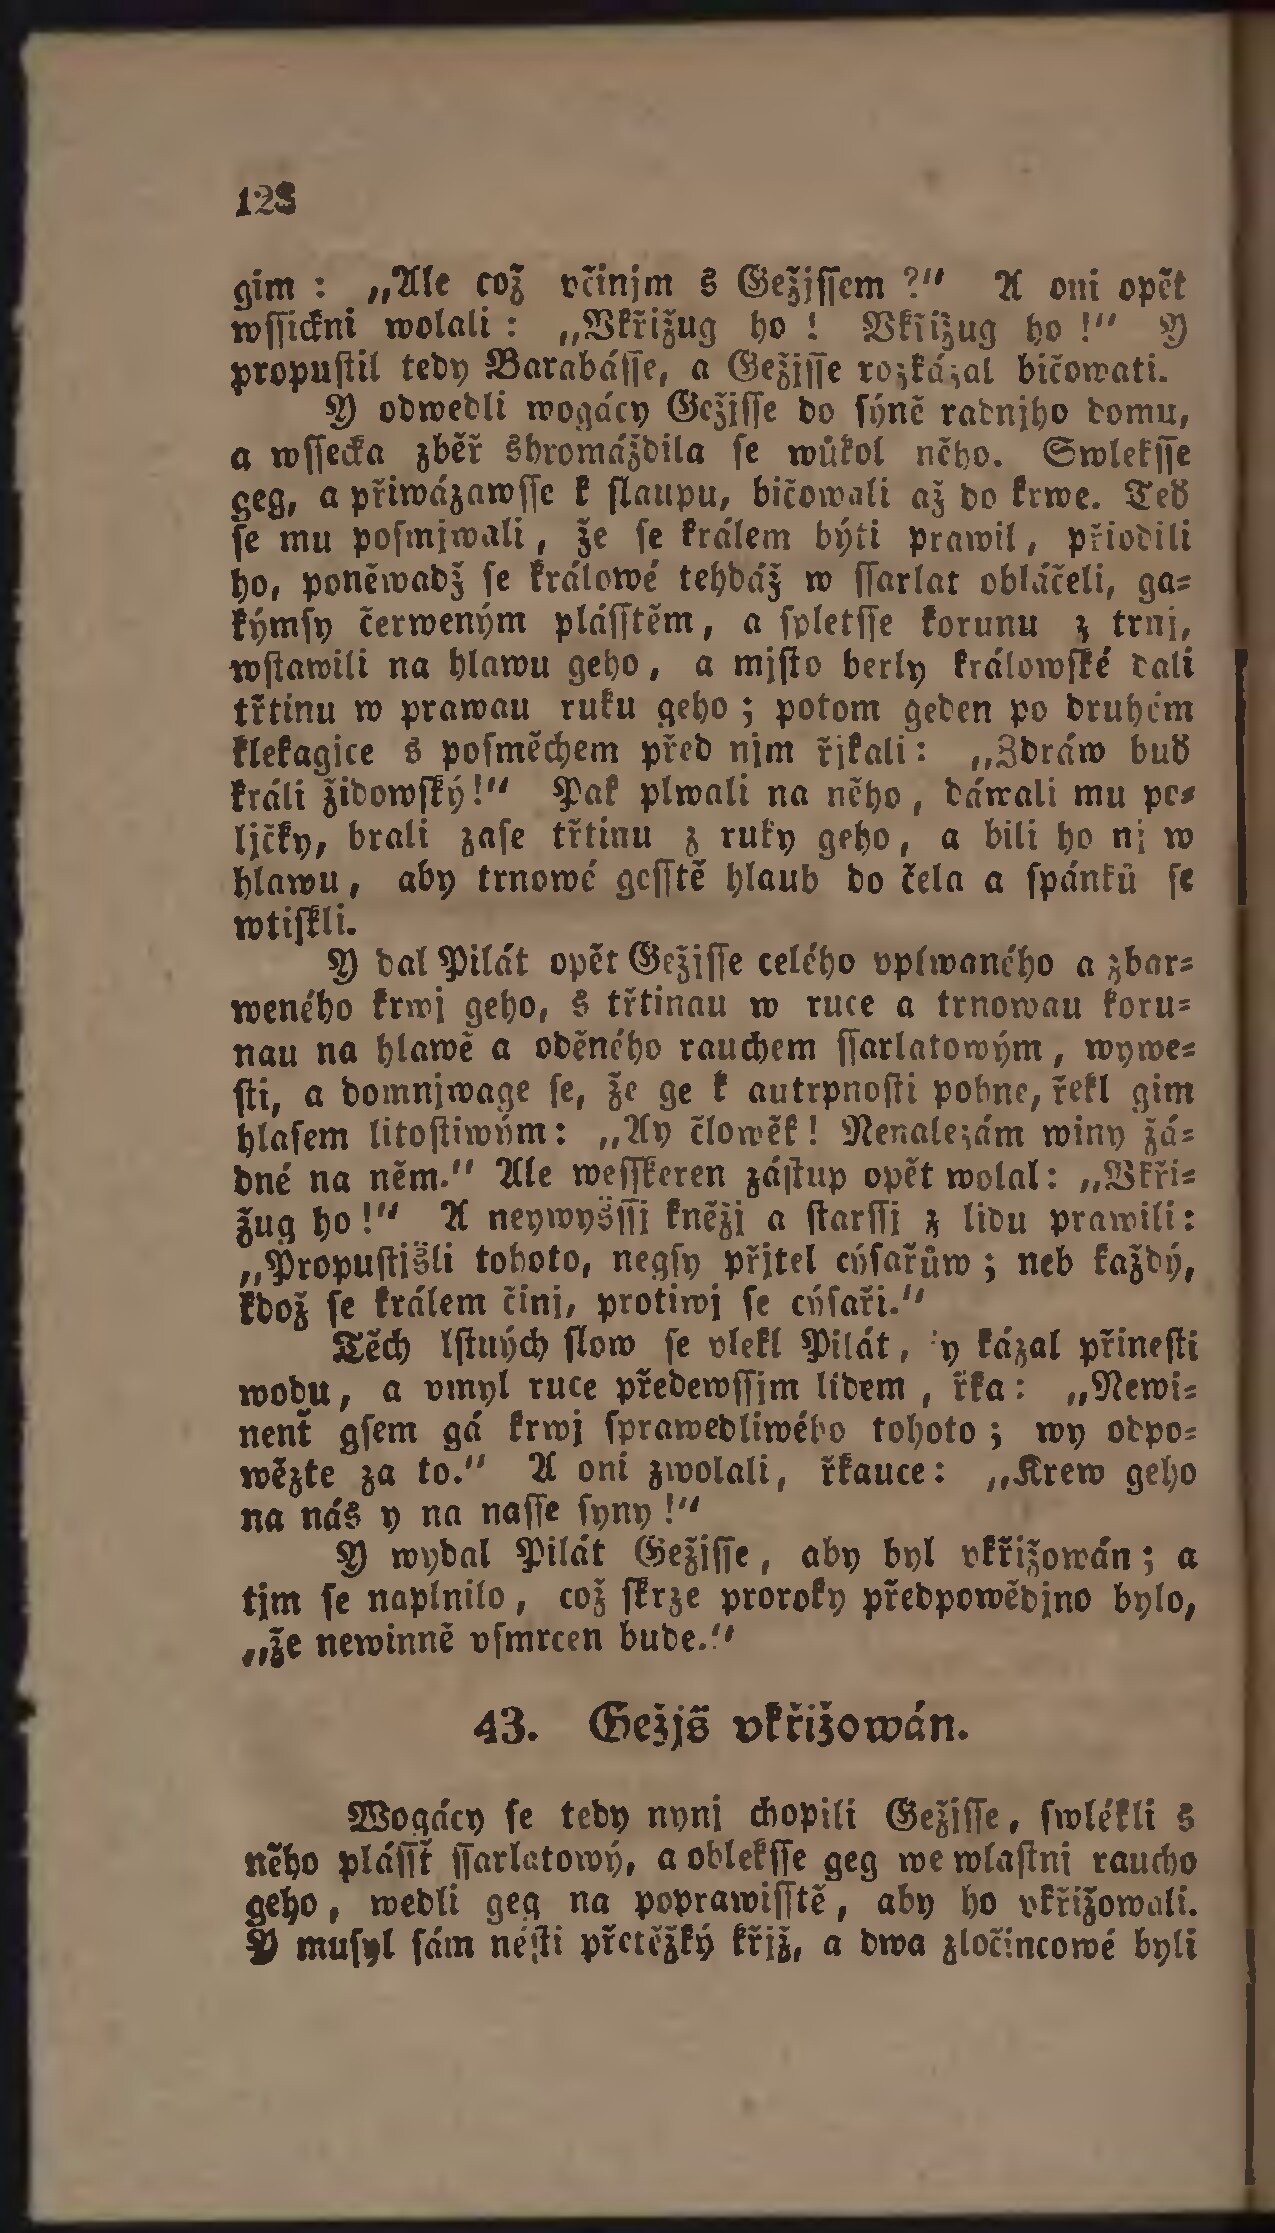 128
gim : „Ale což včinjm s Gežjſſem ?“ A oni opět
wſſickni wolali : „Vkřižug ho ! Vkřižug ho !“ Y
propuſtil tedy Barabáſſe, a Gežjſſe rozkázal bičowati.
Y odwedli wogácy Gežjſſe do ſýně radnjho domu,
a wſſecka zběř shromáždila ſe wůkol něho. Swlekſſe
geg, a přiwázawſſe k ſlaupu, bičowali až do krwe. Teď
ſe mu poſmjwali, že ſe králem býti prawil, přiodili
ho, poněwadž ſe králowé tehdáž w ſſarlat obláčeli, ga=
kýmſy čerweným pláſſtěm, a ſpletſſe korunu z trnj,
wſtawili na hlawu geho, a mjſto berly králowſké dali
třtinu w prawau ruku geho ; potom geden po druhém
klekagice s poſměchem před njm řjkali : „Zdráw buď
králi židowſký!“ Pak plwali na něho, dáwali mu po=
ljčky, brali zaſe třtinu z ruky geho, a bili ho nj w
hlawu, aby trnowé geſſtě hlaub do čela a ſpánků ſe
wtiſkli.
Y dal Pilát opět Gežiſſe celého vplwaného a zbar=
weného krwj geho, s třtinau w ruce a trnowau koru=
nau na hlawě a oděného rauchem ſſarlatowým, wywe=
ſti, a domnjwage ſe, že ge k autrpnoſti pohne, řekl gim
hlaſem litoſtiwým : „Ay člowěk! Nenalezám winy žá=
dné na něm.“ Ale weſſkeren záſtup opět wolal : „Vkři=
žug ho !“ A neywyšſſj kněžj a ſtarſſj z lidu prawili :
„Propuſtišli tohoto, negſy přjtel cýſařůw ; neb každý,
kdož ſe králem činj, protiwj ſe cýſaři.“
Těch lſtných ſlow ſe vlekl Pilát, y kázal přineſti
wodu, a vmyl ruce předewſſjm lidem, řka : „Newi=
nenť gſem gá krwj ſprawedliwého tohoto ; wy odpo=
wězte za to.“ A oni zwolali, řkauce : „Krew geho
na nás y na naſſe ſyny !“
Y wydal Pilát Gežiſſe, aby byl vkřižowán ; a
tjm ſe naplnilo, což ſkrze proroky předpowědjno bylo,
„že newinně vſmrcen bude.“
43. Gežjš vkřižowán.
Wogácy ſe tedy nynj chopili Gežiſſe, ſwlékli s
něho pláſſť ſſarlatowý, a oblekſſe geg we wlaſtni raucho
geho, wedli geg na poprawiſſtě, aby ho vkřižowali.
Y muſyl ſám néſti přetěžký křjž, a dwa zločincowé byli